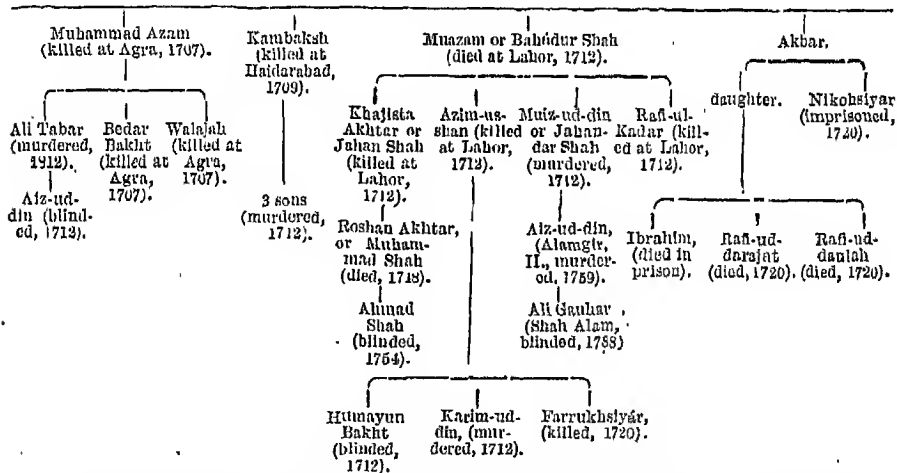 Muhammad Azam
(killed at Agra, 1707).
Kambaksh
(killed at
Haidarabad,
1709).
Muazam or Bahádur Shah
(died at Lahor, 1712).
Akbar.
Ali Tabar
(murdered,
1912).
Bedar
Bakht
(killed at
Agra,
1707).
Walajah
(killed at
Agra,
1707).
Aiz-ud-
din (blind-
ed, 1712).
3 sons
(murdered,
1712).
Khajista
Akhtar or
Jahan Shah
(killed at
Lahor,
1712).
Azim-us-
shan (killed
at Lahor,
1712).
Muiz-ud-din
or Jahan-
dar Shah
(murdered,
1712).
Rafi-ul-
Kadar (kill-
ed at Lahor,
1712).
daughter.
Nikohsiyar
(imprisoned,
1720).
Roshan Akhtar,
or Muham-
mad Shah
(died, 1748).
Aiz-ud-din,
(Alamgir,
II., murder-
ed, 1759).
Ibrahim,
(died in
prison).
Rafi-ud-
darajat
(died, 1720).
Rafi-ud-
daulah
(died, 1720).
Ahmad
Shah
(blinded,
1754).
Ali Gauhar
(Shah Alam,
blinded, 1788)
Humayun
Bakht
(blinded,
1712).
Karim-ud-
din, (mur-
dered, 1712).
Farrukhsiyár,
(killed, 1720).